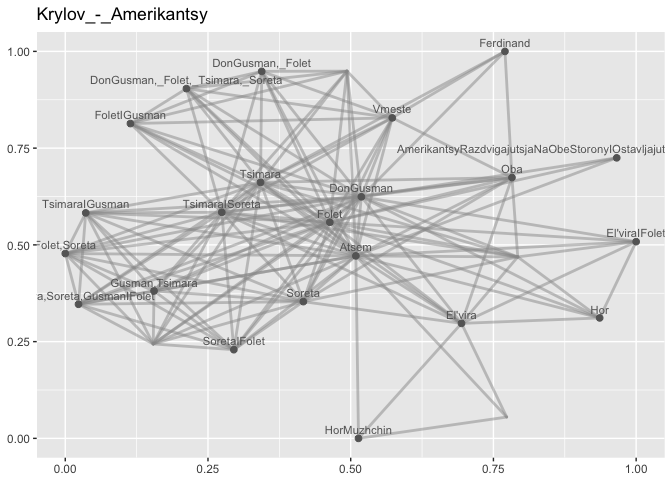 Krylov_-_Amerikantsy
1.00
Ferdinand
DonGusman,_Folet
DonGusman,_Folet,_Tsimara,_Soreta
FoletIGusman
Vmeste
0.75
AmerikantsyRazdvigajutsjaNaObeStoronyIOstavljajut
Tsimara
Oba
DonGusman
TsimaraIGusman
TsimaraISoreta
Folet
0.50
Folet,Soreta
Atsem
El'viraIFolet
Gusman,Tsimara
a,Soreta,GusmanIFolet
Soreta
El'vira
Hor
0.25
SoretaIFolet
HorMuzhchin
0.00
0.00
0.25
0.50
0.75
1.00